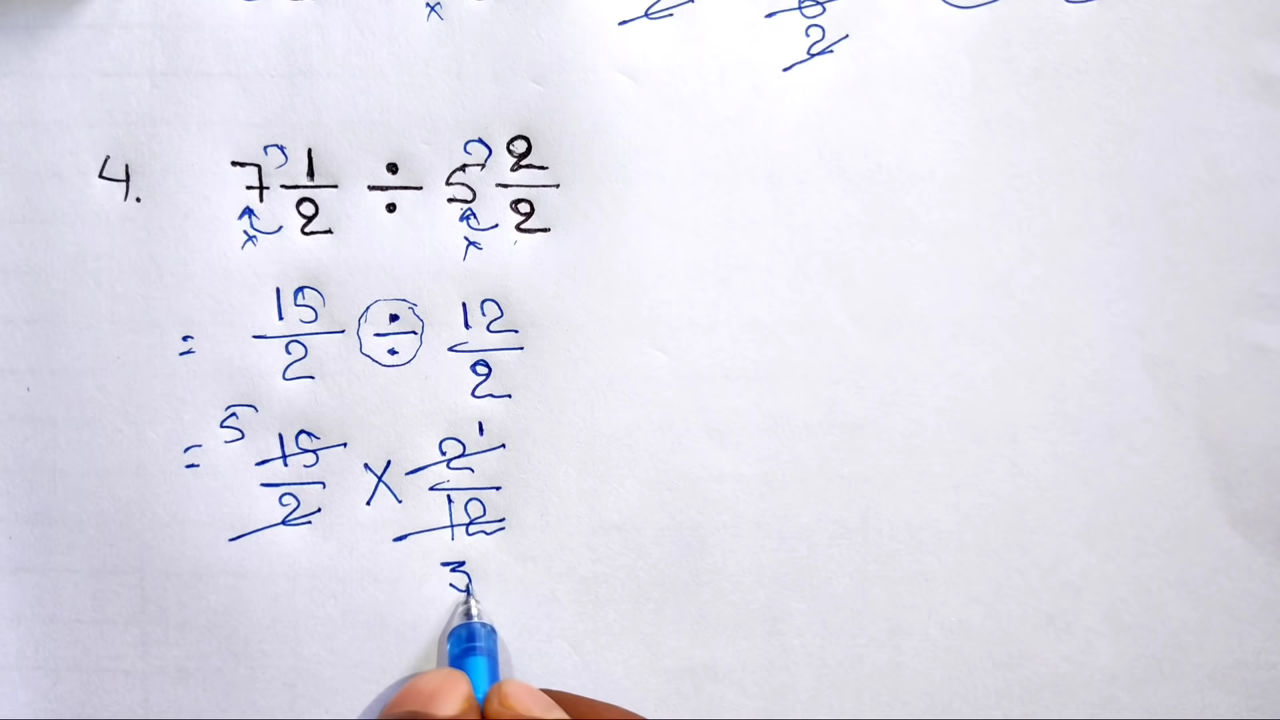 4. 7 1/2 ÷ 5 2/2
x x
= 15/2 ÷ 12/2
= 5 15/2 × 2/12 1
3